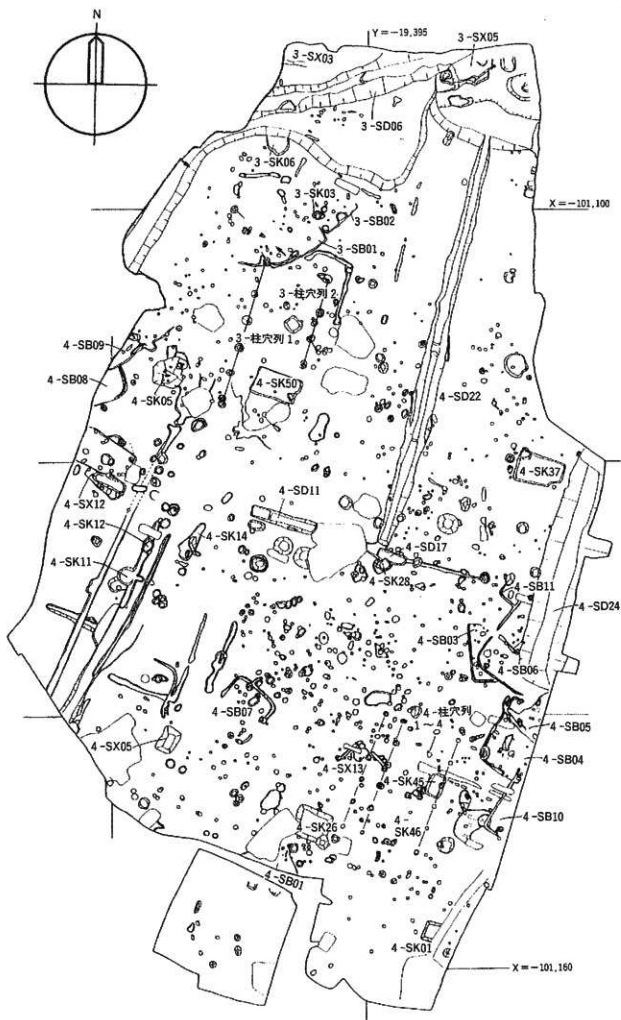 N
Y=-19,395
3-SX05
3-SX03
3-SD06
3-SK06
3-SK03
3-SB02
X=-101,100
3-SB01
3-柱穴列 2
3-柱穴列 1
4-SB09
4-SB08
4-SK05
4-SK50
4-SD22
4-SK37
4-SX12
4-SD11
4-SK12
4-SK14
4-SD17
4-SK11
4-SK28
4-SB11
4-SD24
4-SB03
4-SB06
4-SB07
4-柱穴列
1〜4
4-SB05
4-SX05
4-SB04
4-SX13
4-SK45
4-SK26
4-
SK46
4-SB10
4-SB01
4-SK01
X=-101,160